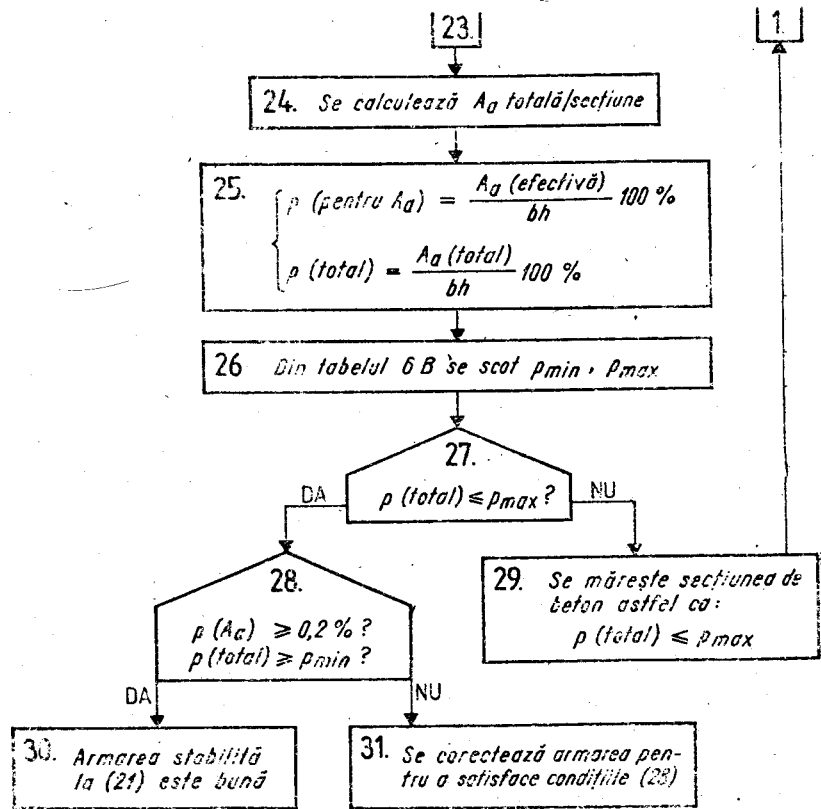 23.
1.
24. Se calculează Aa totală/secțiune
25.
p (pentru Aa) = Aa (efectivă) / bh 100 %
p (total) = Aa (total) / bh 100 %
26 Din tabelul 6 B se scot pmin, pmax
27.
p (total) ≤ pmax ?
DA
NU
28.
p (Aa) ≥ 0,2 % ?
p (total) ≥ pmin ?
29. Se mărește secțiunea de
beton astfel ca:
p (total) ≤ pmax
DA
NU
30. Armarea stabilită
la (21) este bună
31. Se corectează armarea pen-
tru a satisface condițiile (28)